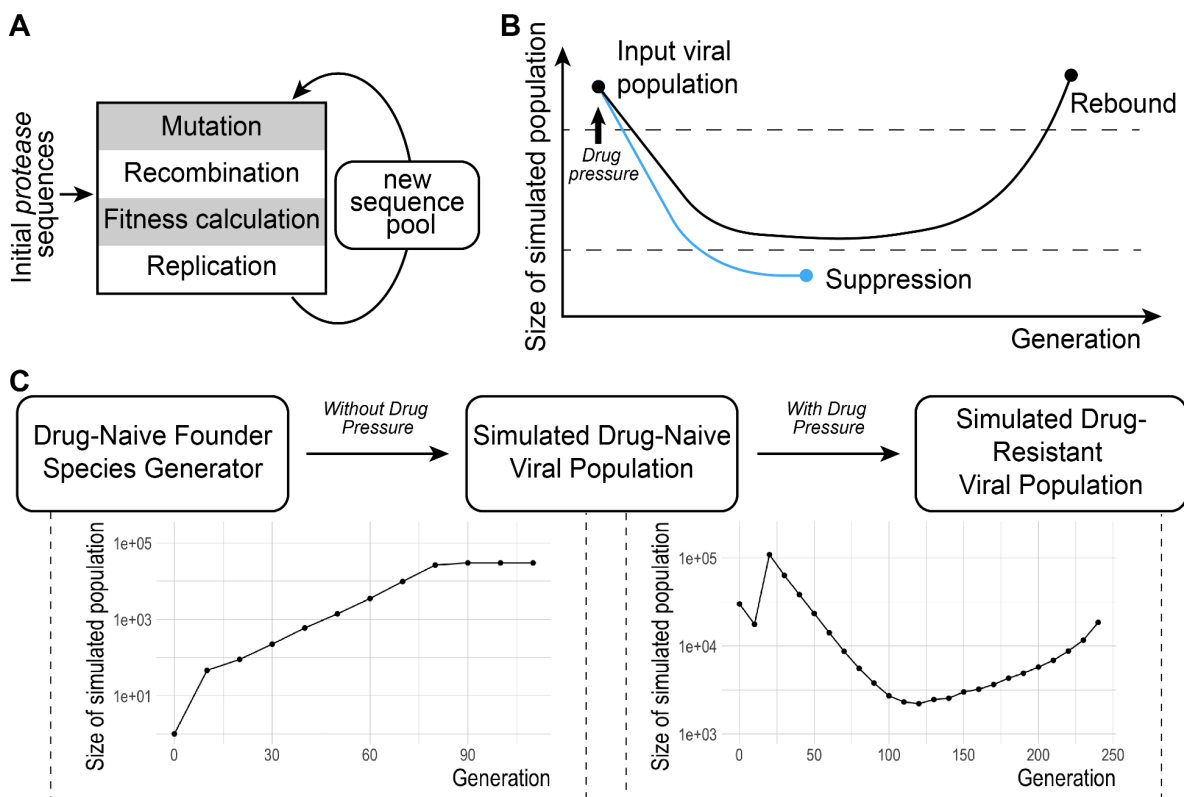 A
Initial protease
sequences
Mutation
Recombination
Fitness calculation
Replication
new
sequence
pool
B
Size of simulated population
Input viral
population
Drug
pressure
Rebound
Suppression
Generation
C
Drug-Naive Founder
Species Generator
Without Drug
Pressure
Simulated Drug-Naive
Viral Population
With Drug
Pressure
Simulated Drug-
Resistant
Viral Population
Size of simulated population
1e+05
1e+03
1e+01
0 30 60 90
Generation
Size of simulated population
1e+05
1e+04
1e+03
0 50 100 150 200 250
Generation